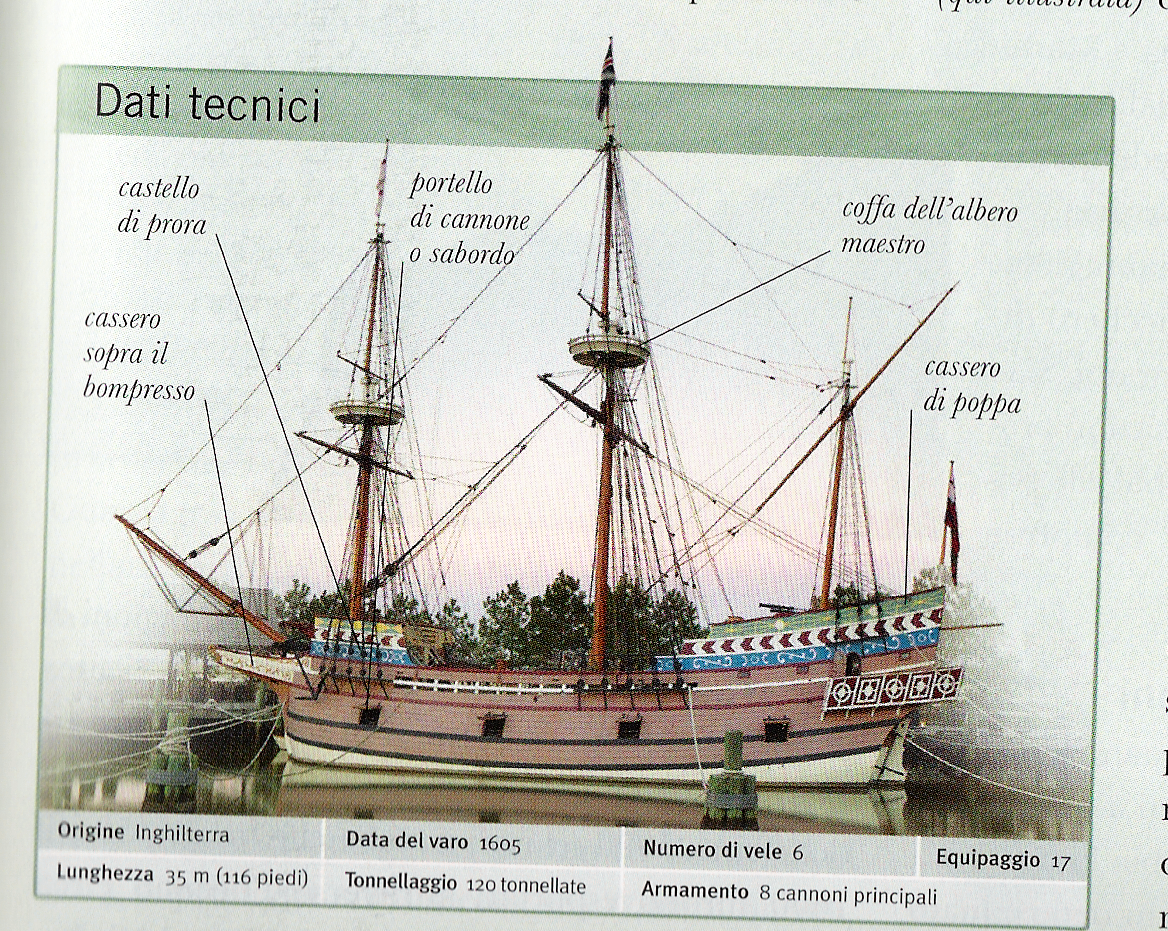 (qui illustrata)
Dati tecnici
castello
di prora
portello
di cannone
o sabordo
coffa dell'albero
maestro
cassero
sopra il
bompresso
cassero
di poppa
Origine Inghilterra
Data del varo 1605
Numero di vele 6
Equipaggio 17
Lunghezza 35 m (116 piedi)
Tonnellaggio 120 tonnellate
Armamento 8 cannoni principali